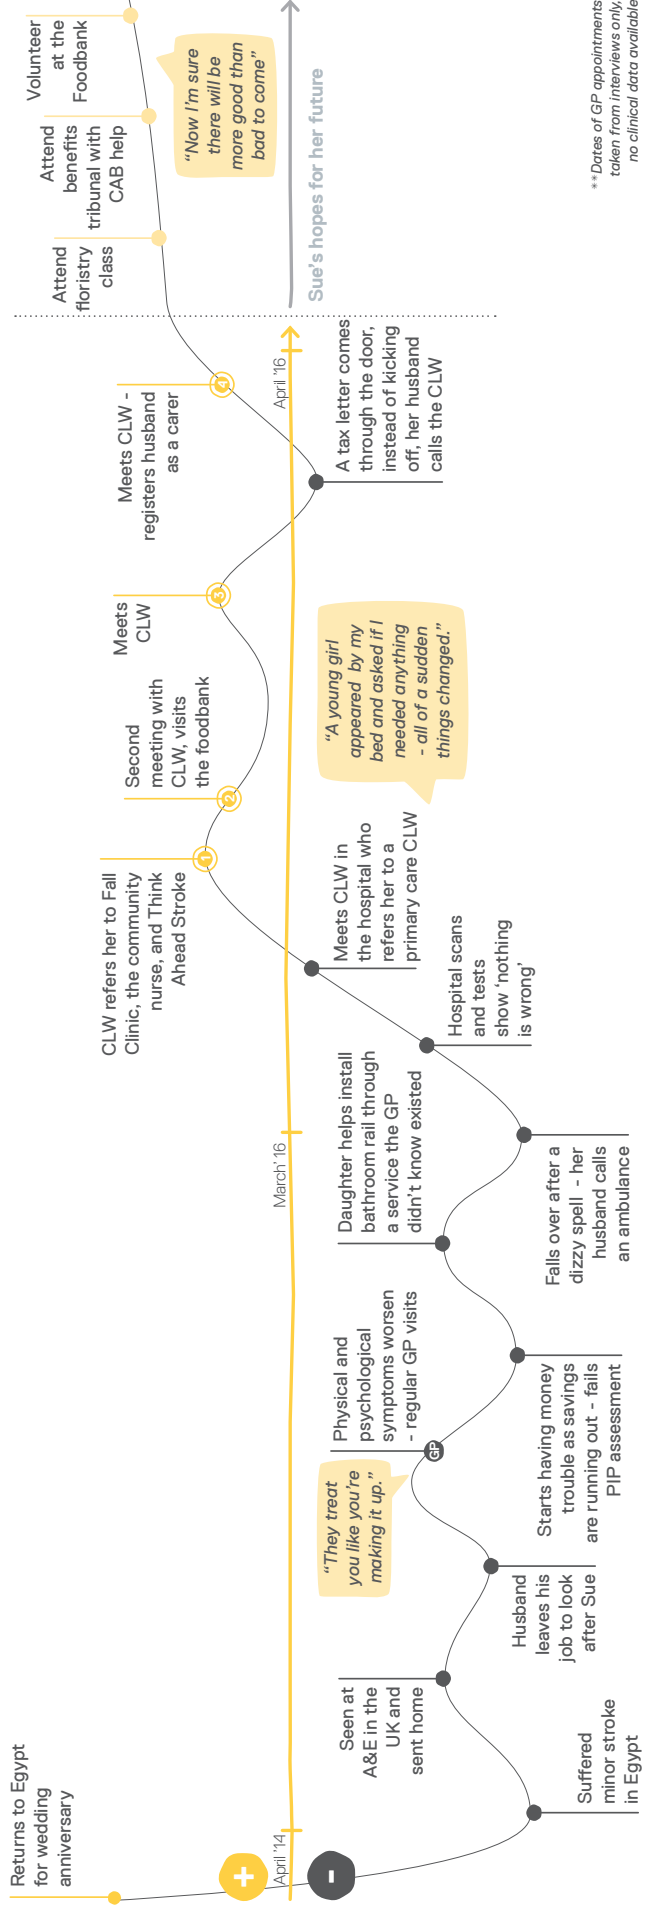 Returns to Egypt
for wedding
anniversary
+
-
April ’14
Suffered
minor stroke
in Egypt
Seen at
A&E in the
UK and
sent home
Husband
leaves his
job to look
after Sue
“They treat
you like you’re
making it up.”
GP
Physical and
psychological
symptoms worsen
- regular GP visits
Starts having money
trouble as savings
are running out - fails
PIP assessment
Daughter helps install
bathroom rail through
a service the GP
didn’t know existed
March’ 16
Falls over after a
dizzy spell - her
husband calls
an ambulance
Hospital scans
and tests
show ‘nothing
is wrong’
Meets CLW in
the hospital who
refers her to a
primary care CLW
“A young girl
appeared by my
bed and asked if I
needed anything
- all of a sudden
things changed.”
CLW refers her to Fall
Clinic, the community
nurse, and Think
Ahead Stroke
1
Second
meeting with
CLW, visits
the foodbank
2
Meets
CLW
3
A tax letter comes
through the door,
instead of kicking
off, her husband
calls the CLW
Meets CLW -
registers husband
as a carer
4
April ’16
Sue’s hopes for her future
Attend
floristry
class
Attend
benefits
tribunal with
CAB help
Volunteer
at the
Foodbank
“Now I’m sure
there will be
more good than
bad to come”
**Dates of GP appointments
taken from interviews only,
no clinical data available